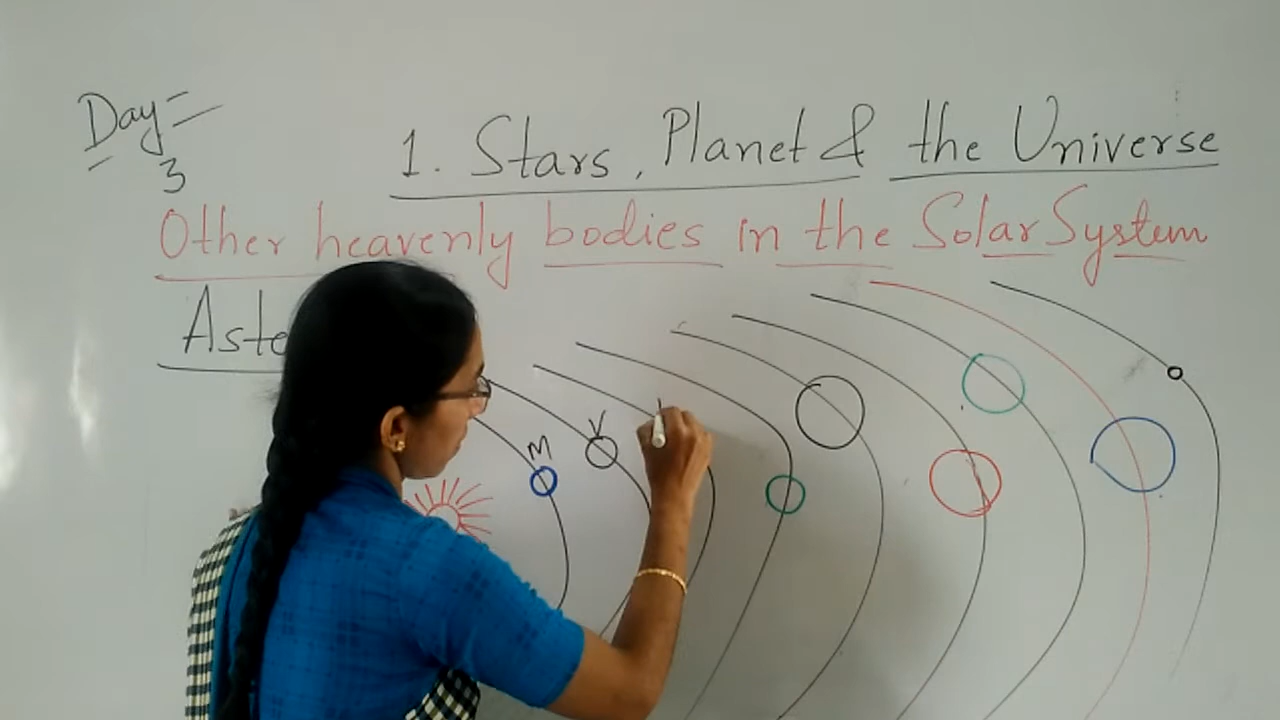 Day=
3
1. Stars, Planet & the Universe
Other heavenly bodies in the Solar System
Aste
M
V